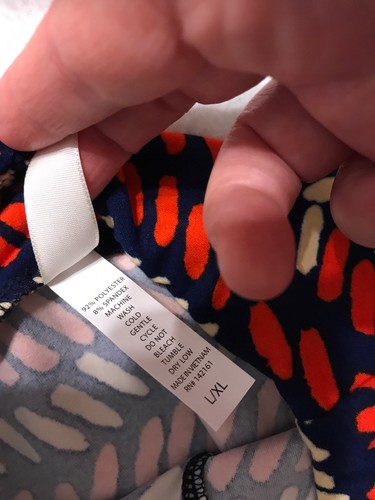 92% POLYESTER
8% SPANDEX
MACHINE
WASH
COLD
GENTLE
CYCLE
DO NOT
BLEACH
TUMBLE
DRY LOW
MADE IN VIETNAM
RN# 142161
L/XL